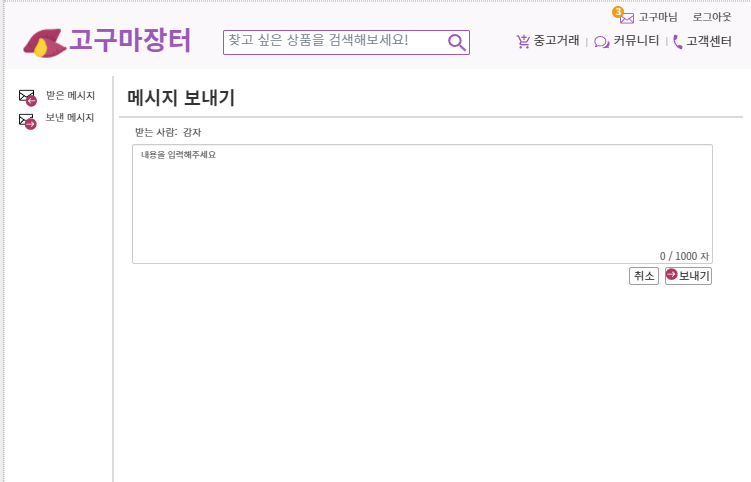 3 고구마님 로그아웃
고구마장터 찾고 싶은 상품을 검색해보세요! 중고거래 | 커뮤니티 | 고객센터
받은 메시지
보낸 메시지
메시지 보내기
받는 사람: 감자
내용을 입력해주세요
0 / 1000 자
취소 보내기